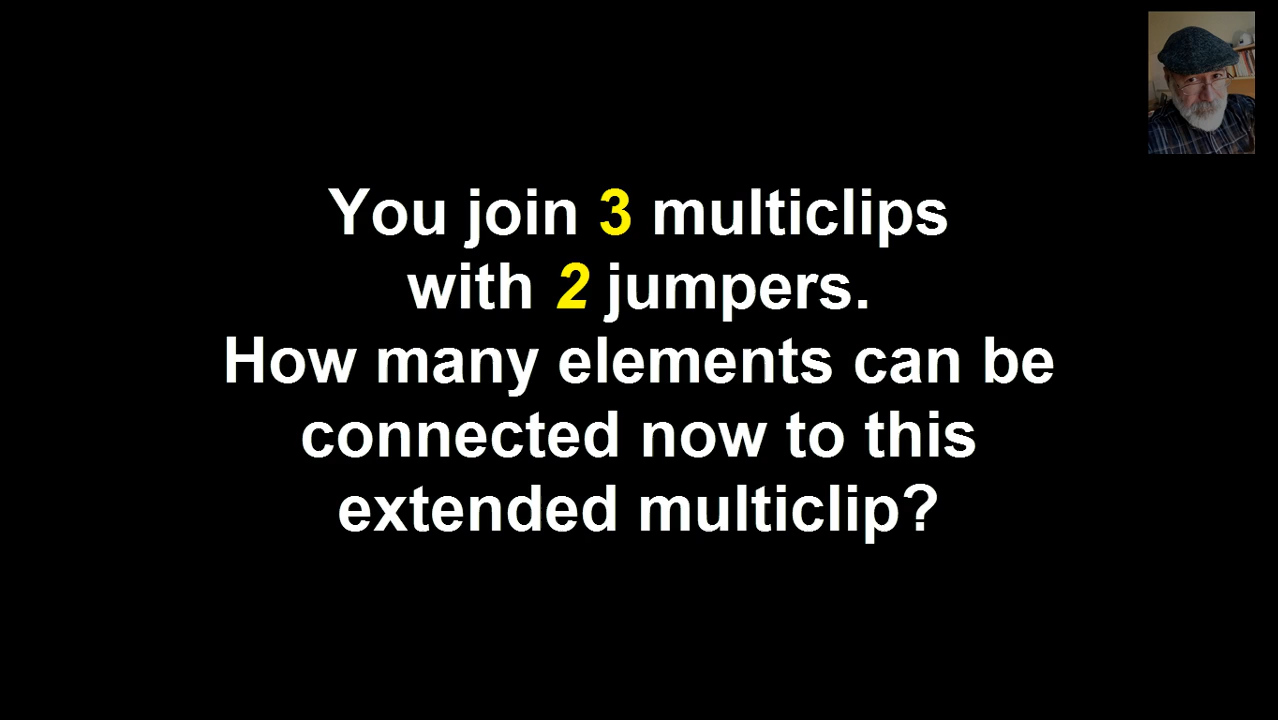 You join 3 multiclips
with 2 jumpers.
How many elements can be
connected now to this
extended multiclip?